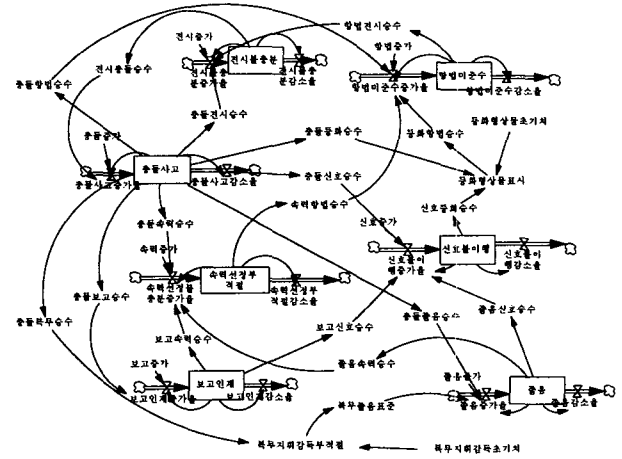 전시증가
전시불충분
항법전시승수
항법증가
전시불충
분증가율
전시불충
분감소율
항법미준수
충돌항법승수
전시충돌승수
항법미준수증가율
항법미준수감소율
충돌전시승수
충돌증가
충돌등화승수
등화항법승수
등화형상물초기치
충돌사고
충돌사고증가율
충돌사고감소율
충돌신호승수
등화형상물표시
충돌속력승수
속력항법승수
신호증가
신호등화승수
속력증가
신호불이
행증가율
신호불이행
신호불이
행감소율
속력선정불
충분증가율
속력선정부
적절
속력선정부
적절감소율
충돌보고승수
충돌복무승수
보고속력승수
보고신호승수
충돌졸음승수
졸음신호승수
보고증가
졸음속력승수
보고인계
보고인계증가율
보고인계감소율
졸음증가
졸음
졸음증가율
졸음감소율
복무졸음표준
복무지휘감독부적절
복무지휘감독초기치